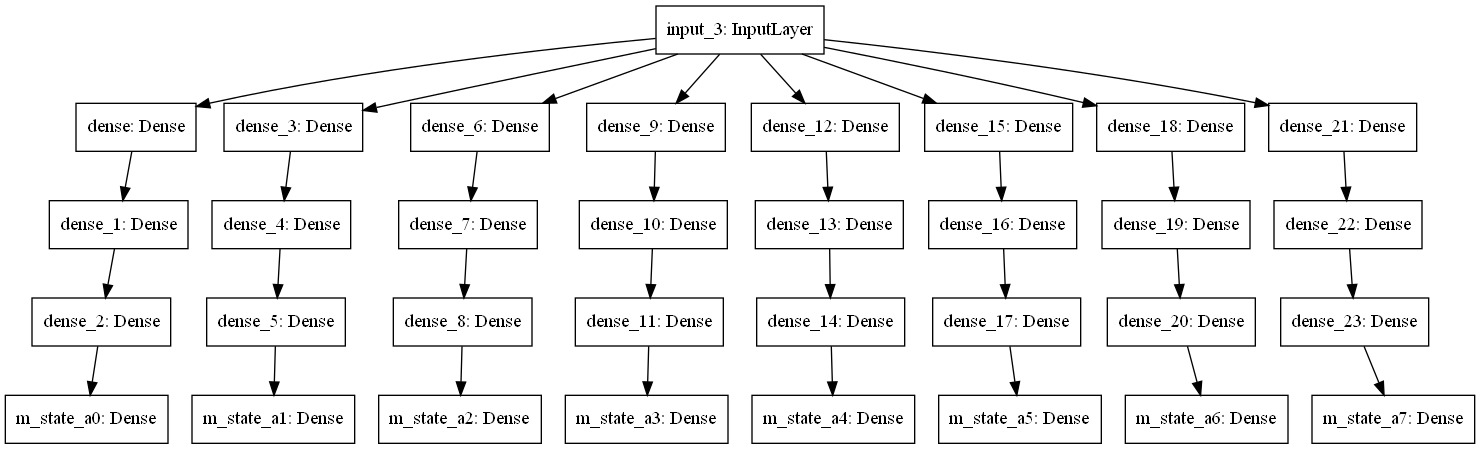 input_3: InputLayer
dense: Dense
dense_3: Dense
dense_6: Dense
dense_9: Dense
dense_12: Dense
dense_15: Dense
dense_18: Dense
dense_21: Dense
dense_1: Dense
dense_4: Dense
dense_7: Dense
dense_10: Dense
dense_13: Dense
dense_16: Dense
dense_19: Dense
dense_22: Dense
dense_2: Dense
dense_5: Dense
dense_8: Dense
dense_11: Dense
dense_14: Dense
dense_17: Dense
dense_20: Dense
dense_23: Dense
m_state_a0: Dense
m_state_a1: Dense
m_state_a2: Dense
m_state_a3: Dense
m_state_a4: Dense
m_state_a5: Dense
m_state_a6: Dense
m_state_a7: Dense